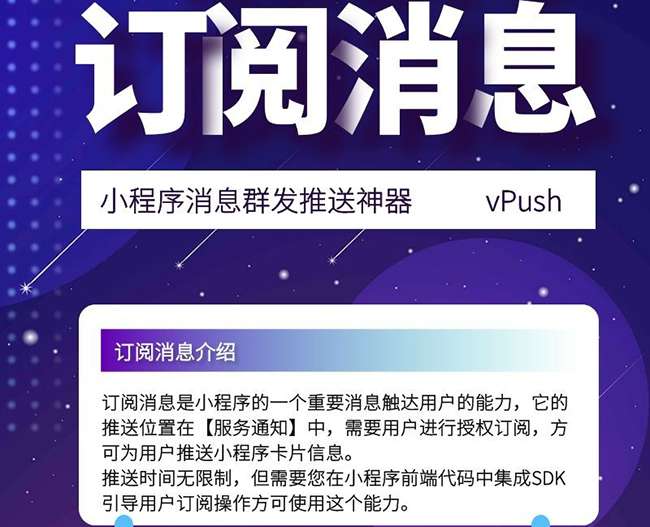 订阅消息
小程序消息群发推送神器 vPush
订阅消息介绍
订阅消息是小程序的一个重要消息触达用户的能力，它的
推送位置在【服务通知】中，需要用户进行授权订阅，方
可为用户推送小程序卡片信息。
推送时间无限制，但需要您在小程序前端代码中集成SDK
引导用户订阅操作方可使用这个能力。